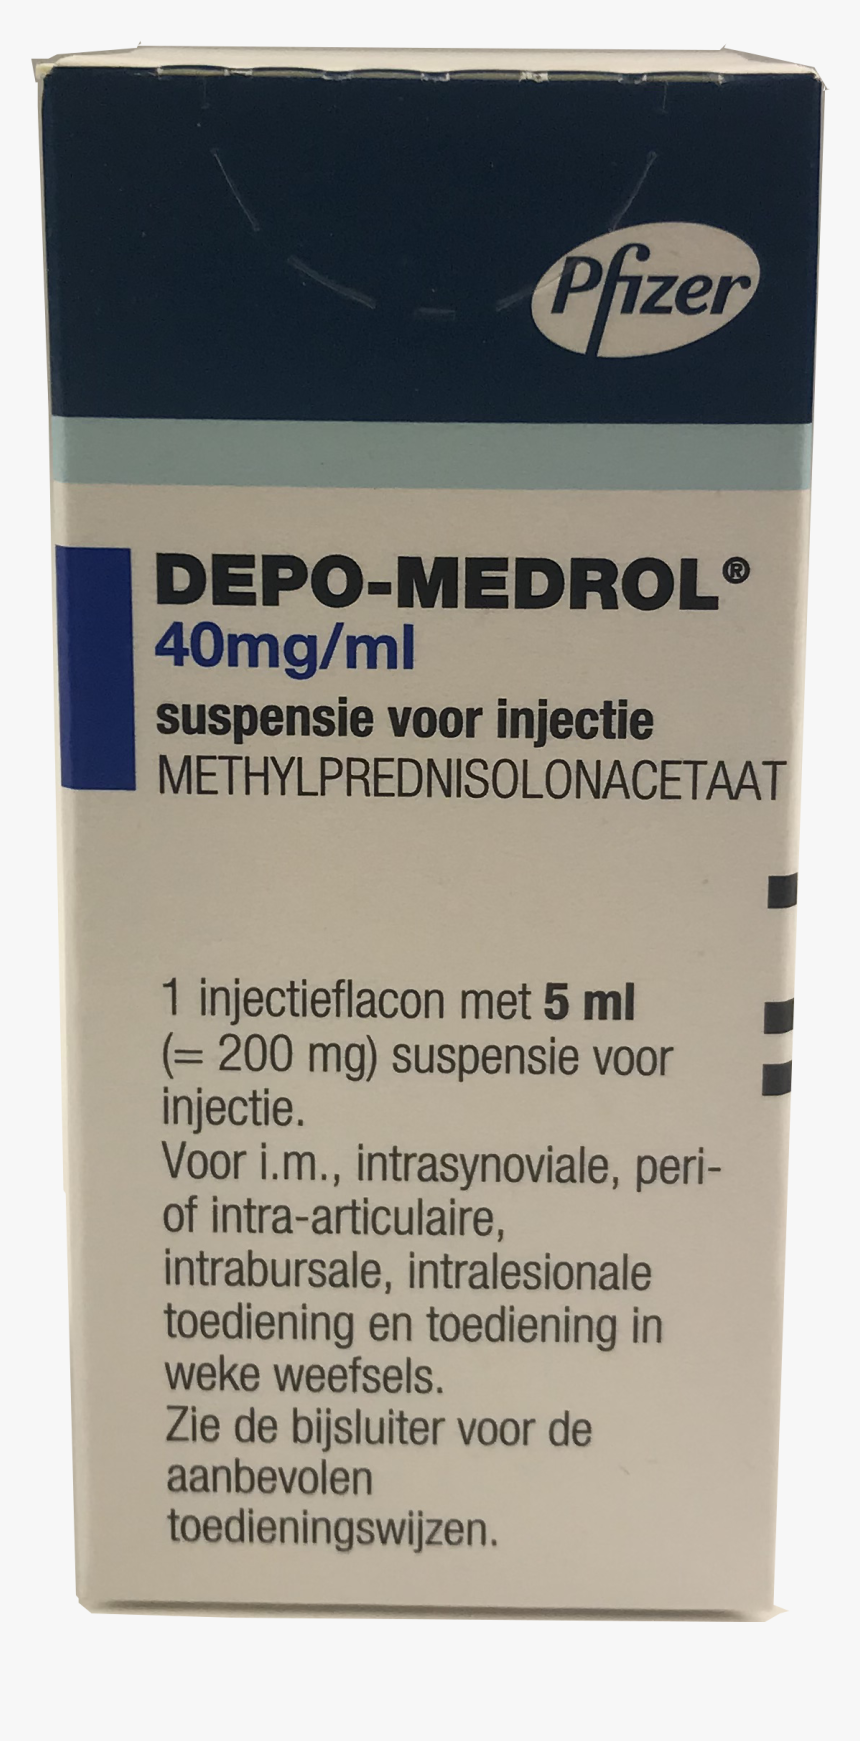 Pfizer
DEPO-MEDROL®
40mg/ml
suspensie voor injectie
METHYLPREDNISOLONACETAAT
1 injectieflacon met 5 ml
(= 200 mg) suspensie voor
injectie.
Voor i.m., intrasynoviale, peri-
of intra-articulaire,
intrabursale, intralesionale
toediening en toediening in
weke weefsels.
Zie de bijsluiter voor de
aanbevolen
toedieningswijzen.